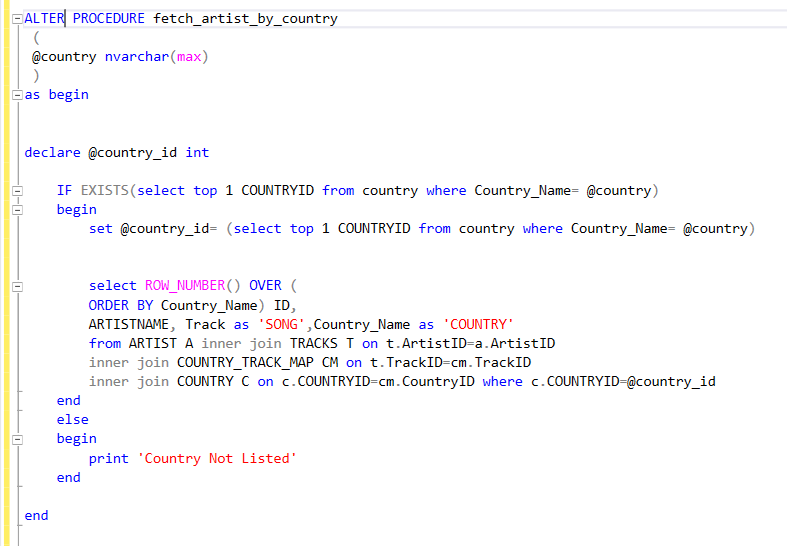 ALTER PROCEDURE fetch_artist_by_country
(
@country nvarchar(max)
)
as begin
declare @country_id int
IF EXISTS(select top 1 COUNTRYID from country where Country_Name= @country)
begin
set @country_id= (select top 1 COUNTRYID from country where Country_Name= @country)
select ROW_NUMBER() OVER (
ORDER BY Country_Name) ID,
ARTISTNAME, Track as 'SONG',Country_Name as 'COUNTRY'
from ARTIST A inner join TRACKS T on t.ArtistID=a.ArtistID
inner join COUNTRY_TRACK_MAP CM on t.TrackID=cm.TrackID
inner join COUNTRY C on c.COUNTRYID=cm.CountryID where c.COUNTRYID=@country_id
end
else
begin
print 'Country Not Listed'
end
end